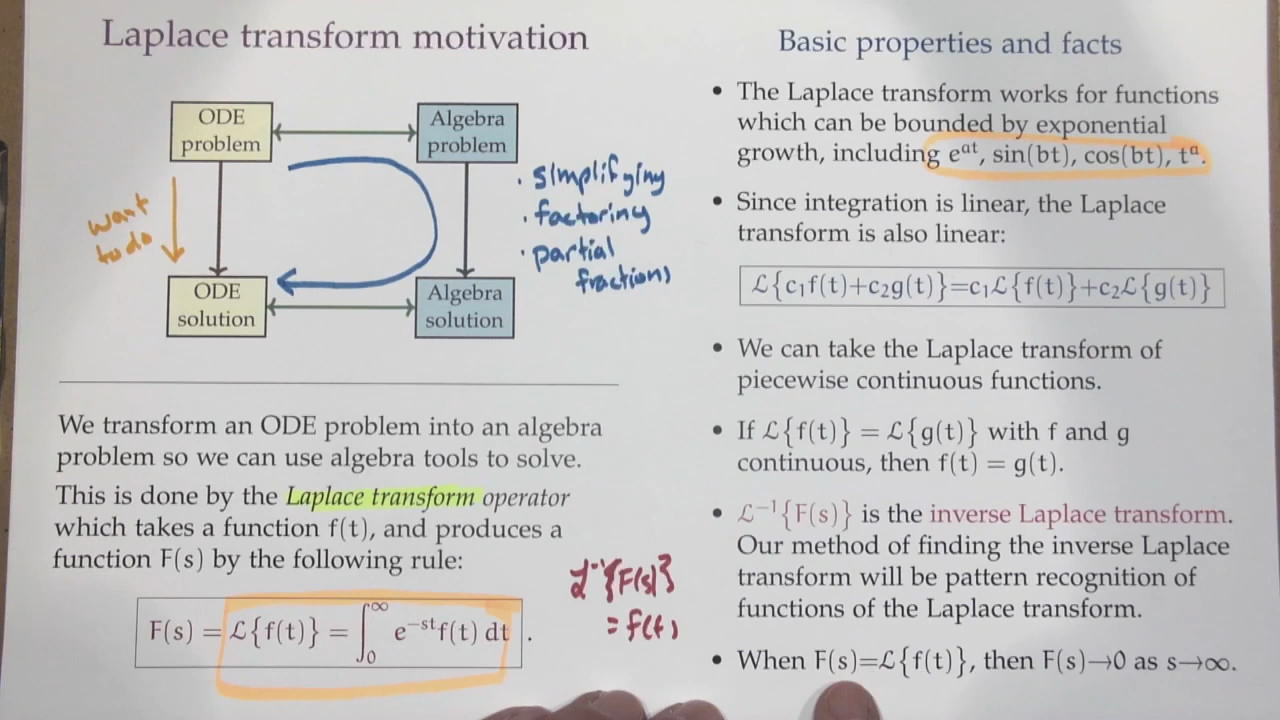 Laplace transform motivation
ODE
problem
Algebra
problem
want
to do
· simplifying
· factoring
· partial
fractions
ODE
solution
Algebra
solution
We transform an ODE problem into an algebra
problem so we can use algebra tools to solve.
This is done by the Laplace transform operator
which takes a function f(t), and produces a
function F(s) by the following rule:
F(s) = ℒ{f(t)} = ∫₀^∞ e^{−st}f(t) dt .
ℒ⁻¹{F(s)}
= f(t)
Basic properties and facts
• The Laplace transform works for functions
which can be bounded by exponential
growth, including e^{at}, sin(bt), cos(bt), t^a.
• Since integration is linear, the Laplace
transform is also linear:
ℒ{c₁f(t)+c₂g(t)}=c₁ℒ{f(t)}+c₂ℒ{g(t)}
• We can take the Laplace transform of
piecewise continuous functions.
• If ℒ{f(t)} = ℒ{g(t)} with f and g
continuous, then f(t) = g(t).
• ℒ⁻¹{F(s)} is the inverse Laplace transform.
Our method of finding the inverse Laplace
transform will be pattern recognition of
functions of the Laplace transform.
• When F(s)=ℒ{f(t)}, then F(s)→0 as s→∞.